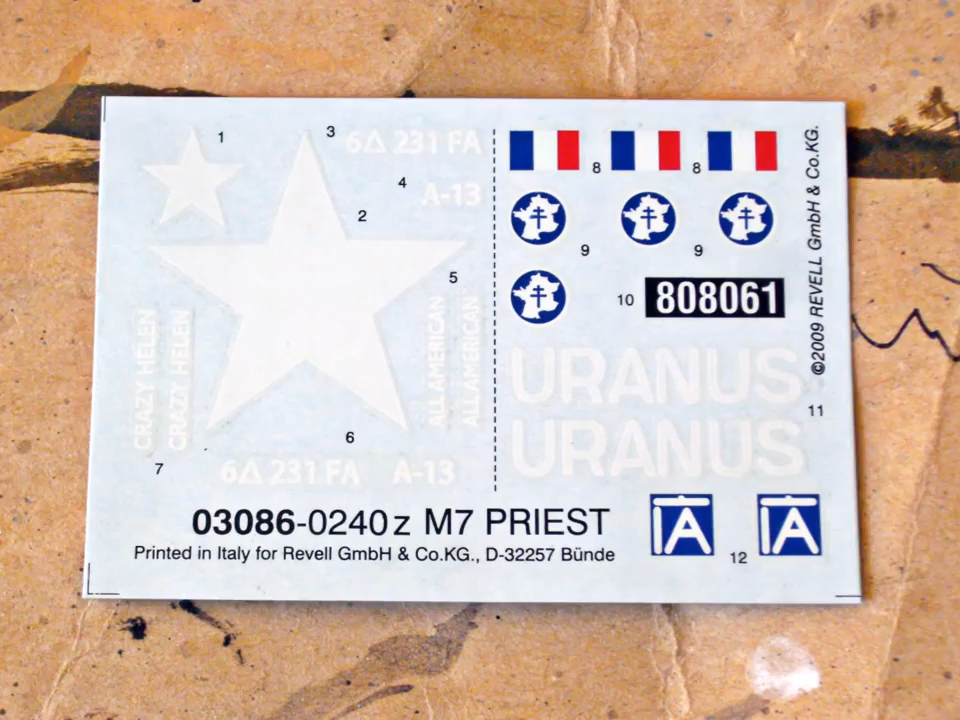 1
3
6△ 231 FA
4
A-13
2
5
CRAZY HELEN
CRAZY HELEN
ALL AMERICAN
ALL AMERICAN
6
7
6△ 231 FA A-13
8
8
9
9
10
808061
URANUS
11
URANUS
©2009 REVELL GmbH & Co.KG.
03086-0240z M7 PRIEST
Printed in Italy for Revell GmbH & Co.KG., D-32257 Bünde
IA
12
IA